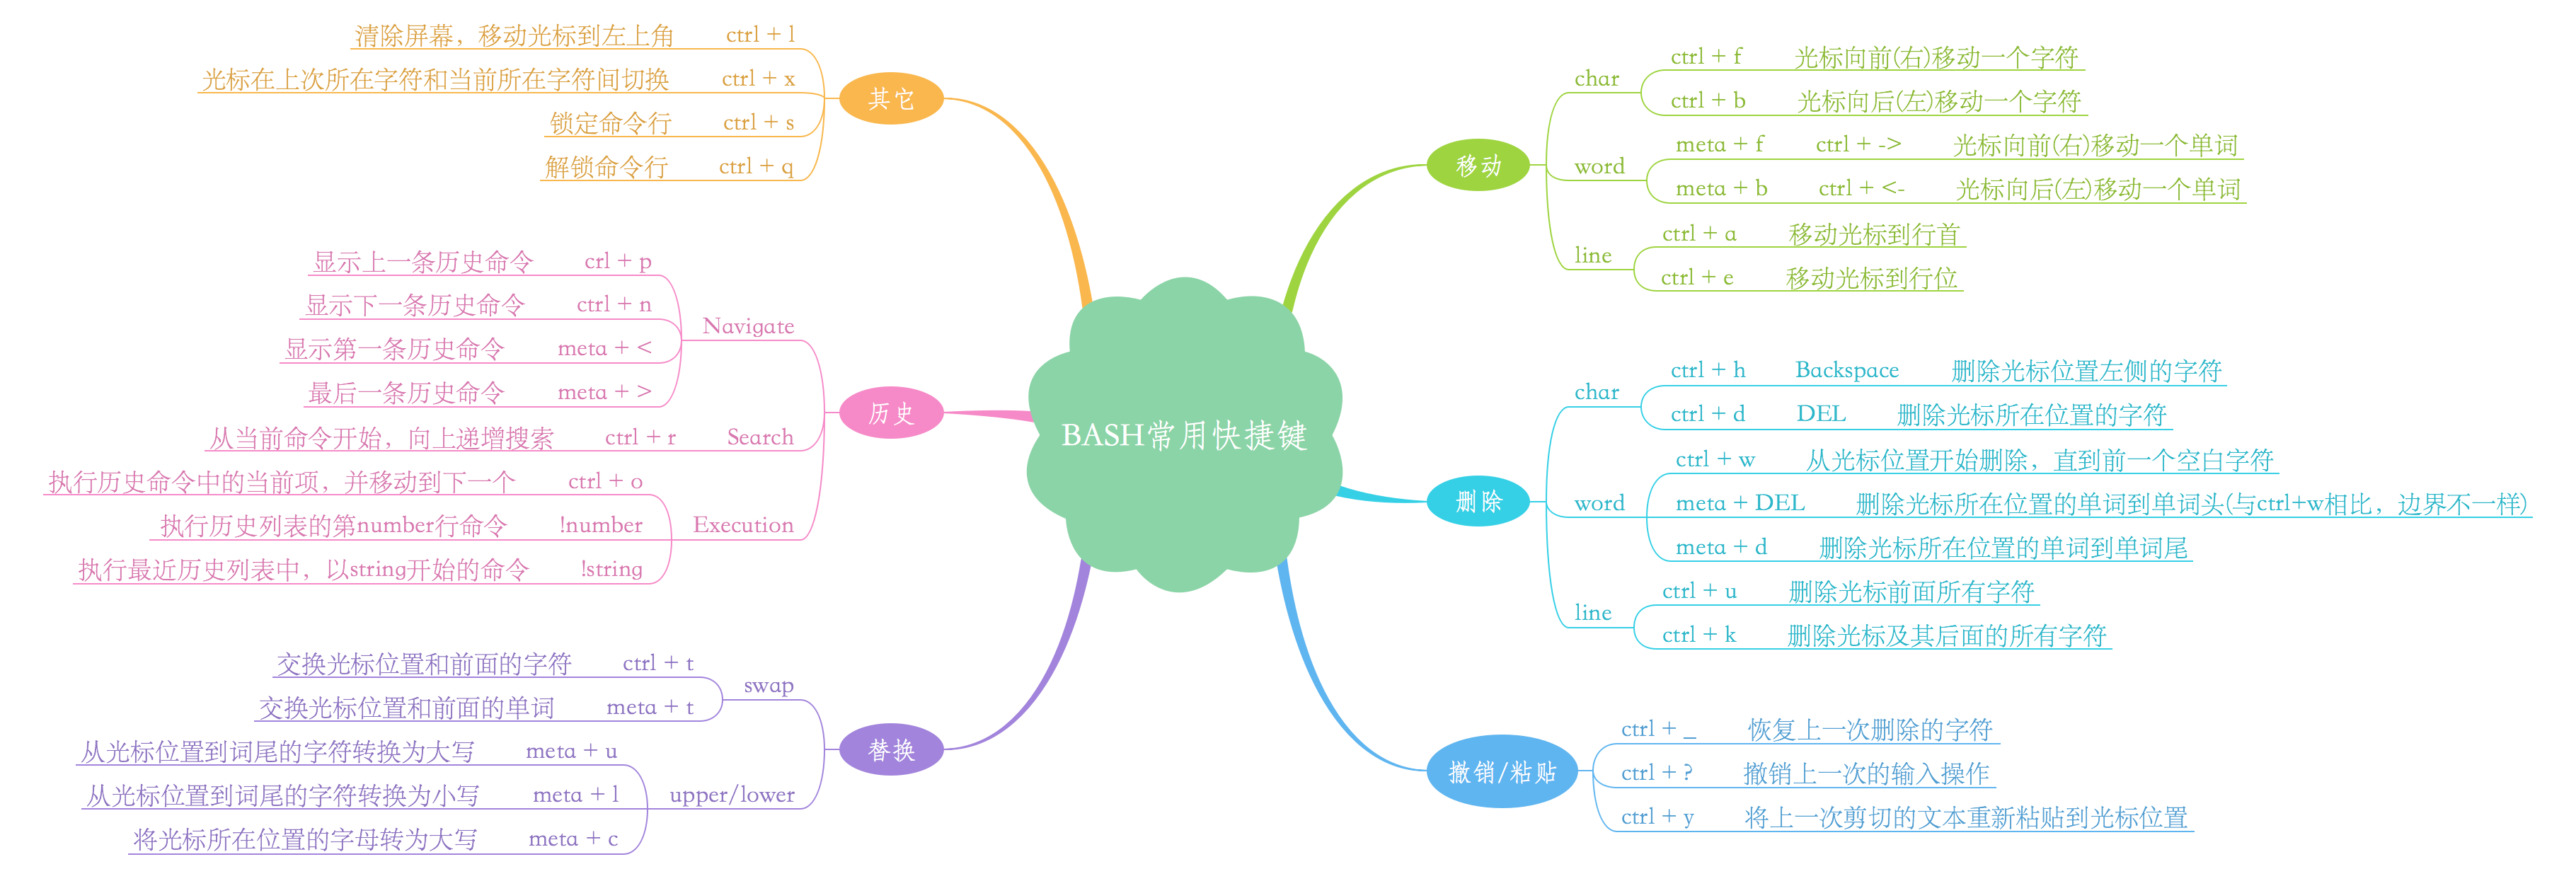 BASH常用快捷键
移动
char
ctrl + f 光标向前(右)移动一个字符
ctrl + b 光标向后(左)移动一个字符
word
meta + f ctrl + -> 光标向前(右)移动一个单词
meta + b ctrl + <- 光标向后(左)移动一个单词
line
ctrl + a 移动光标到行首
ctrl + e 移动光标到行位
删除
char
ctrl + h Backspace 删除光标位置左侧的字符
ctrl + d DEL 删除光标所在位置的字符
word
ctrl + w 从光标位置开始删除，直到前一个空白字符
meta + DEL 删除光标所在位置的单词到单词头(与ctrl+w相比，边界不一样)
meta + d 删除光标所在位置的单词到单词尾
line
ctrl + u 删除光标前面所有字符
ctrl + k 删除光标及其后面的所有字符
撤销/粘贴
ctrl + _ 恢复上一次删除的字符
ctrl + ? 撤销上一次的输入操作
ctrl + y 将上一次剪切的文本重新粘贴到光标位置
其它
清除屏幕，移动光标到左上角 ctrl + l
光标在上次所在字符和当前所在字符间切换 ctrl + x
锁定命令行 ctrl + s
解锁命令行 ctrl + q
历史
Navigate
显示上一条历史命令 crl + p
显示下一条历史命令 ctrl + n
显示第一条历史命令 meta + <
最后一条历史命令 meta + >
从当前命令开始，向上递增搜索 ctrl + r Search
Execution
执行历史命令中的当前项，并移动到下一个 ctrl + o
执行历史列表的第number行命令 !number
执行最近历史列表中，以string开始的命令 !string
替换
swap
交换光标位置和前面的字符 ctrl + t
交换光标位置和前面的单词 meta + t
upper/lower
从光标位置到词尾的字符转换为大写 meta + u
从光标位置到词尾的字符转换为小写 meta + l
将光标所在位置的字母转为大写 meta + c